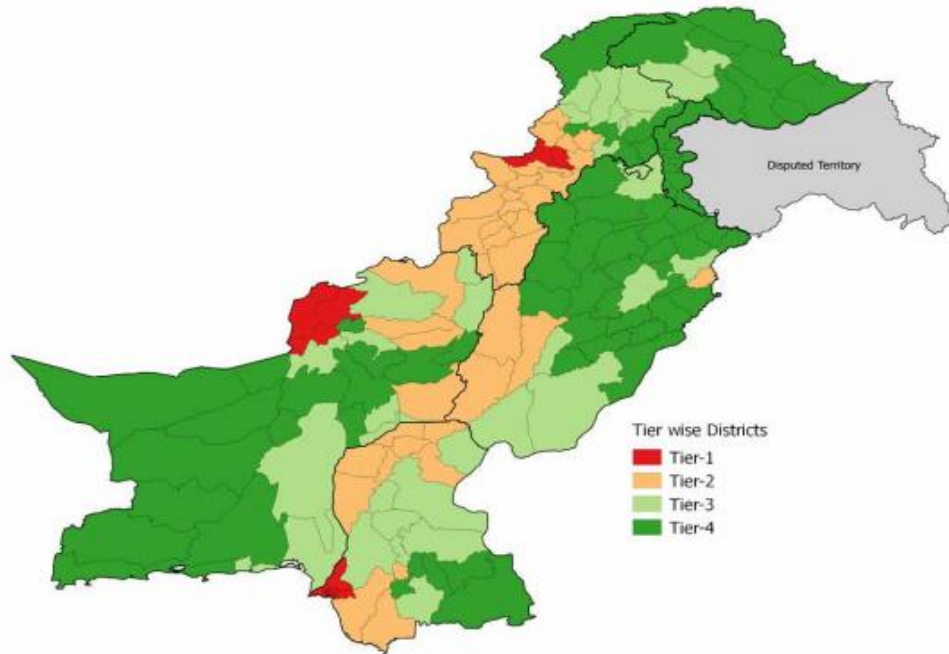 Disputed Territory
Tier wise Districts
Tier-1
Tier-2
Tier-3
Tier-4